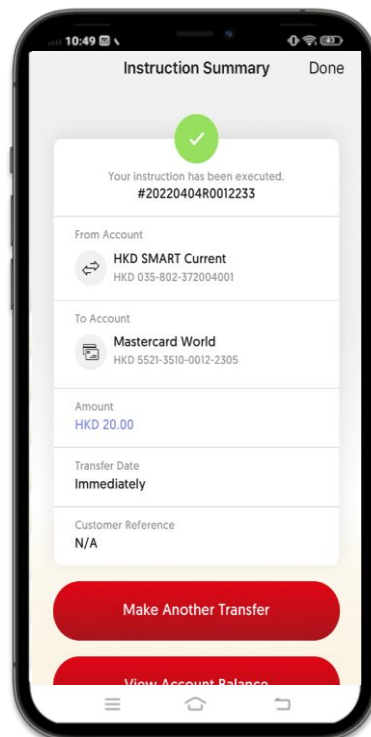 10:49
Instruction Summary Done
Your instruction has been executed.
#20220404R0012233
From Account
HKD SMART Current
HKD 035-802-372004001
To Account
Mastercard World
HKD 5521-3510-0012-2305
Amount
HKD 20.00
Transfer Date
Immediately
Customer Reference
N/A
Make Another Transfer
View Account Balance